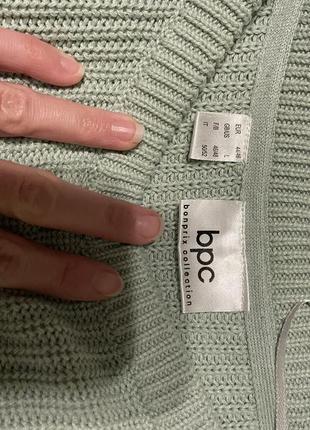 EUR 44/46
GB/US L
F/B 46/48
IT 50/52
bpc
bonprix collection